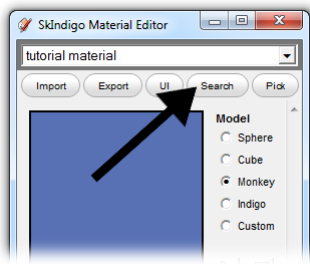 SkIndigo Material Editor
tutorial material
Import Export UI Search Pick
Model
Sphere
Cube
Monkey
Indigo
Custom